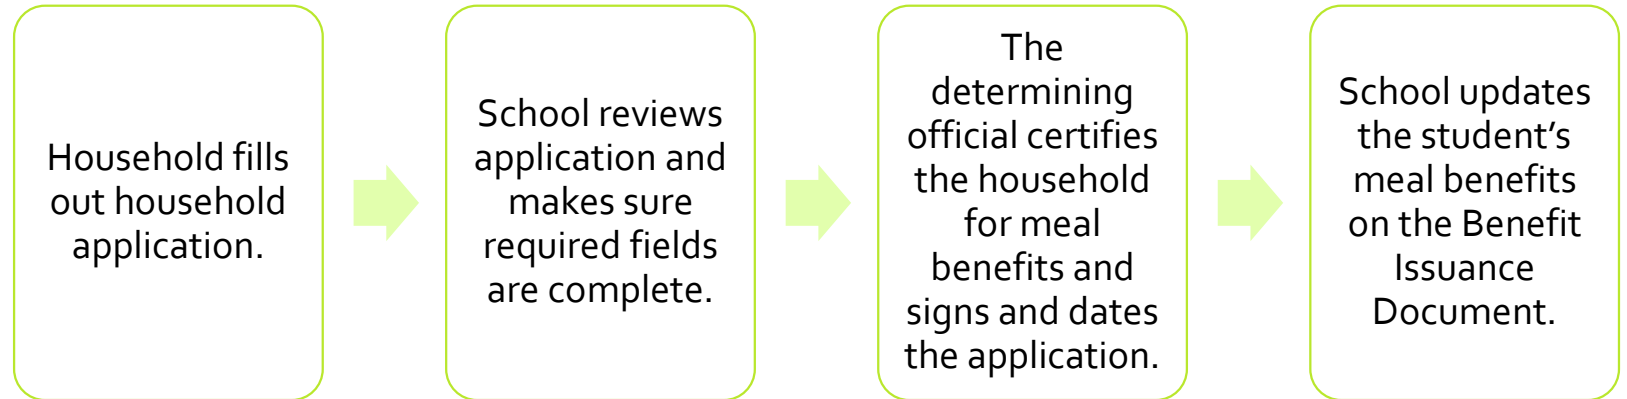 Household fills
out household
application.
School reviews
application and
makes sure
required fields
are complete.
The
determining
official certifies
the household
for meal
benefits and
signs and dates
the application.
School updates
the student’s
meal benefits
on the Benefit
Issuance
Document.